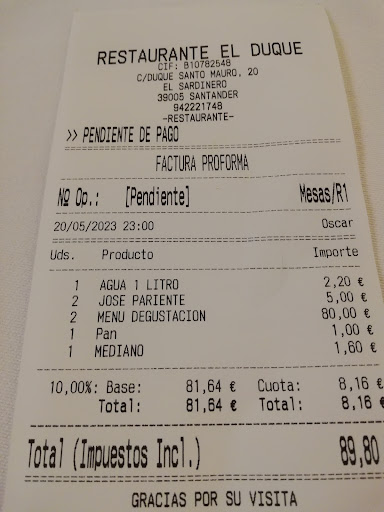 RESTAURANTE EL DUQUE
CIF: B10782548
C/DUQUE SANTO MAURO, 20
EL SARDINERO
39005 SANTANDER
942221748
-RESTAURANTE-
>> PENDIENTE DE PAGO
FACTURA PROFORMA
Nº Op.: [Pendiente] Mesas/R1
20/05/2023 23:00 Oscar
Uds. Producto Importe
1 AGUA 1 LITRO 2,20 €
2 JOSE PARIENTE 5,00 €
2 MENU DEGUSTACION 80,00 €
1 Pan 1,00 €
1 MEDIANO 1,60 €
10,00%: Base: 81,64 € Cuota: 8,16 €
Total: 81,64 € Total: 8,16 €
Total (Impuestos Incl.) 89,80
GRACIAS POR SU VISITA